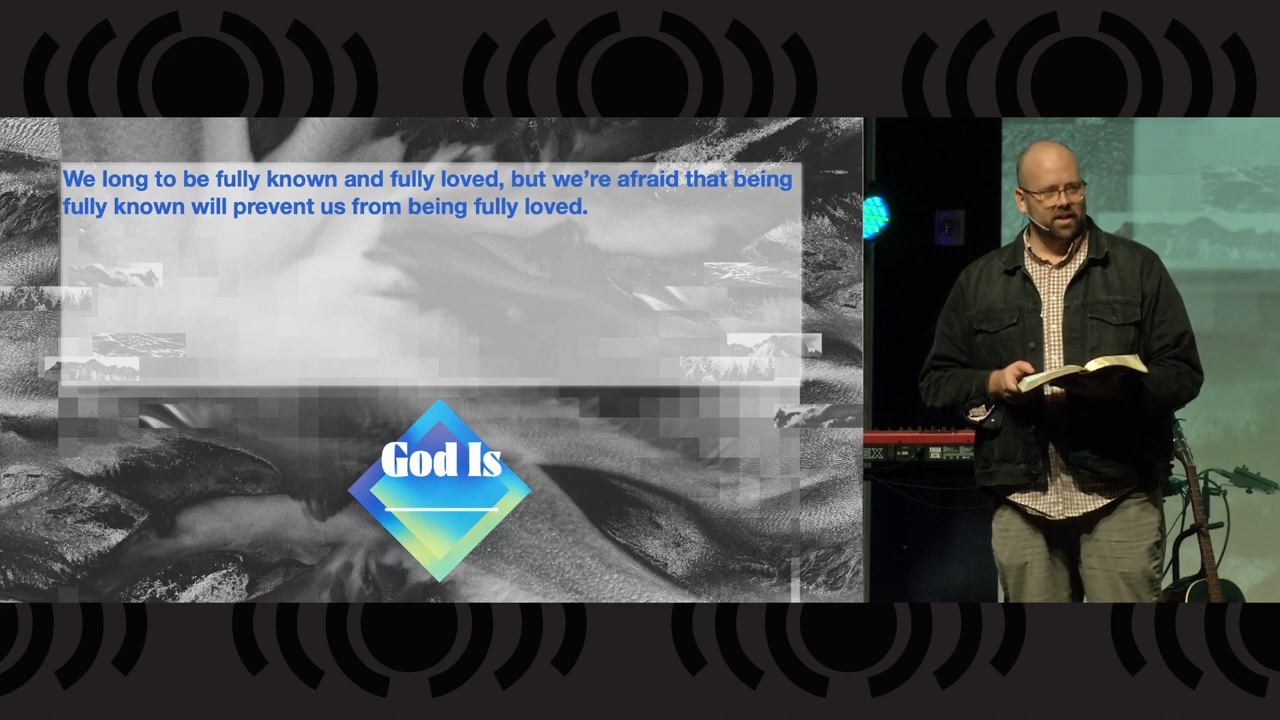 We long to be fully known and fully loved, but we’re afraid that being
fully known will prevent us from being fully loved.
God Is
EX